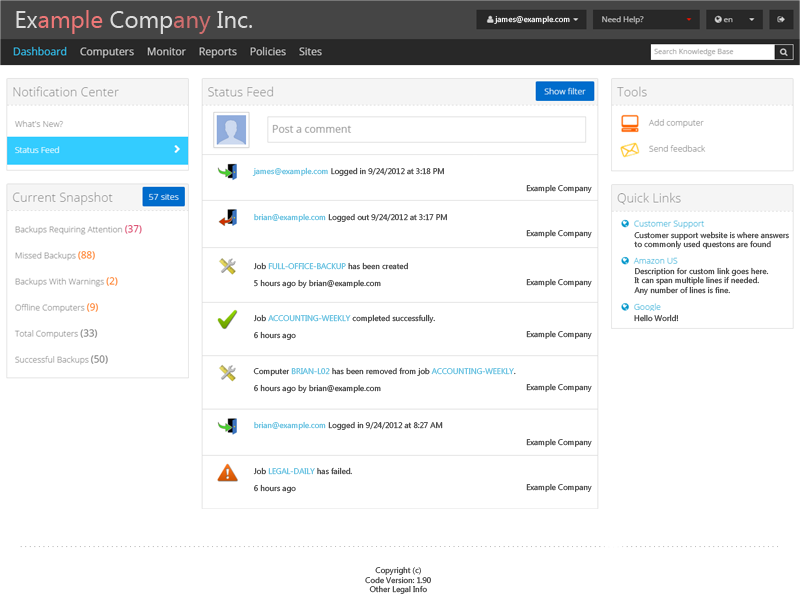 Example Company Inc.
james@example.com
Need Help?
en
Dashboard Computers Monitor Reports Policies Sites
Search Knowledge Base
Notification Center
What's New?
Status Feed
Current Snapshot
57 sites
Backups Requiring Attention (37)
Missed Backups (88)
Backups With Warnings (2)
Offline Computers (9)
Total Computers (33)
Successful Backups (50)
Status Feed
Show filter
Post a comment
james@example.com Logged in 9/24/2012 at 3:18 PM
Example Company
brian@example.com Logged out 9/24/2012 at 3:17 PM
Example Company
Job FULL-OFFICE-BACKUP has been created
5 hours ago by brian@example.com
Example Company
Job ACCOUNTING-WEEKLY completed successfully.
6 hours ago
Example Company
Computer BRIAN-L02 has been removed from job ACCOUNTING-WEEKLY.
6 hours ago by brian@example.com
Example Company
brian@example.com Logged in 9/24/2012 at 8:27 AM
Example Company
Job LEGAL-DAILY has failed.
6 hours ago
Example Company
Tools
Add computer
Send feedback
Quick Links
Customer Support
Customer support website is where answers
to commonly used questons are found
Amazon US
Description for custom link goes here.
It can span multiple lines if needed.
Any number of lines is fine.
Google
Hello World!
Copyright (c)
Code Version: 1.90
Other Legal Info